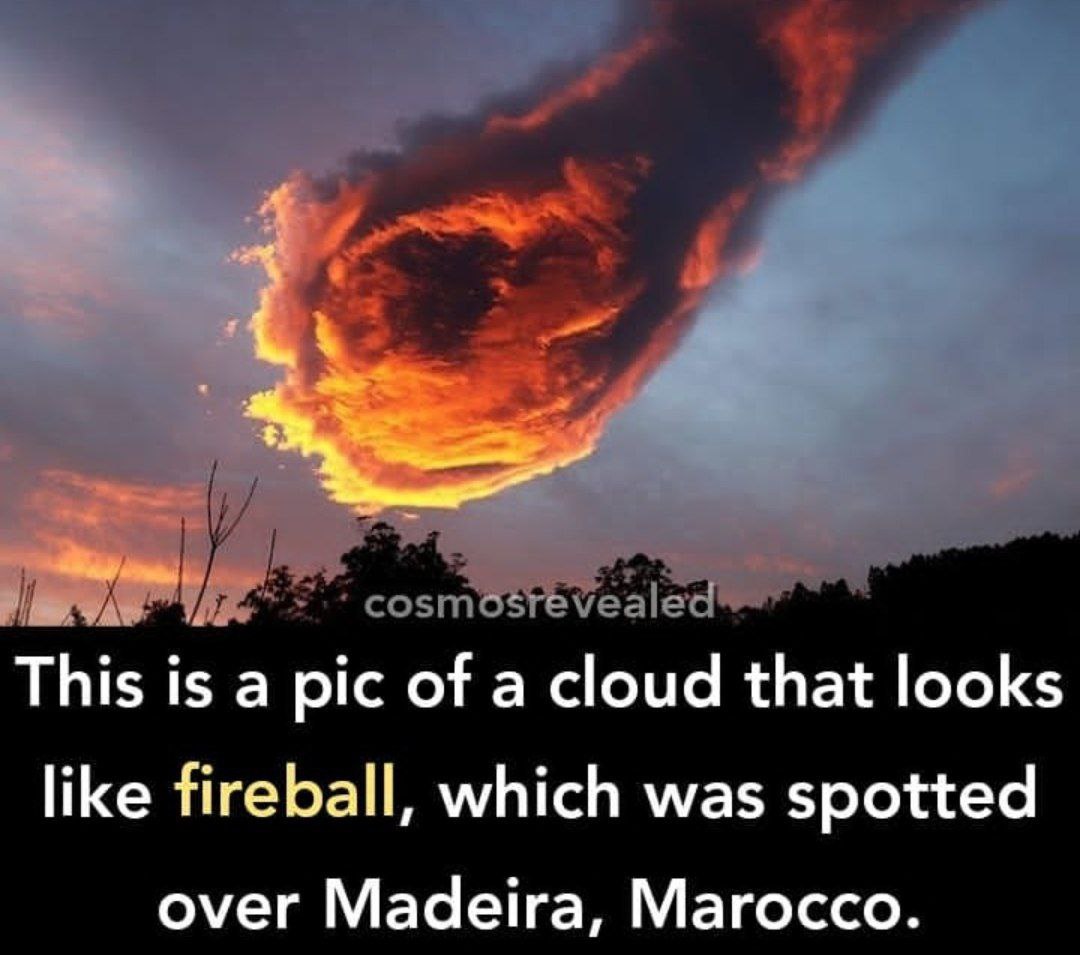 cosmosrevealed
This is a pic of a cloud that looks
like fireball, which was spotted
over Madeira, Marocco.